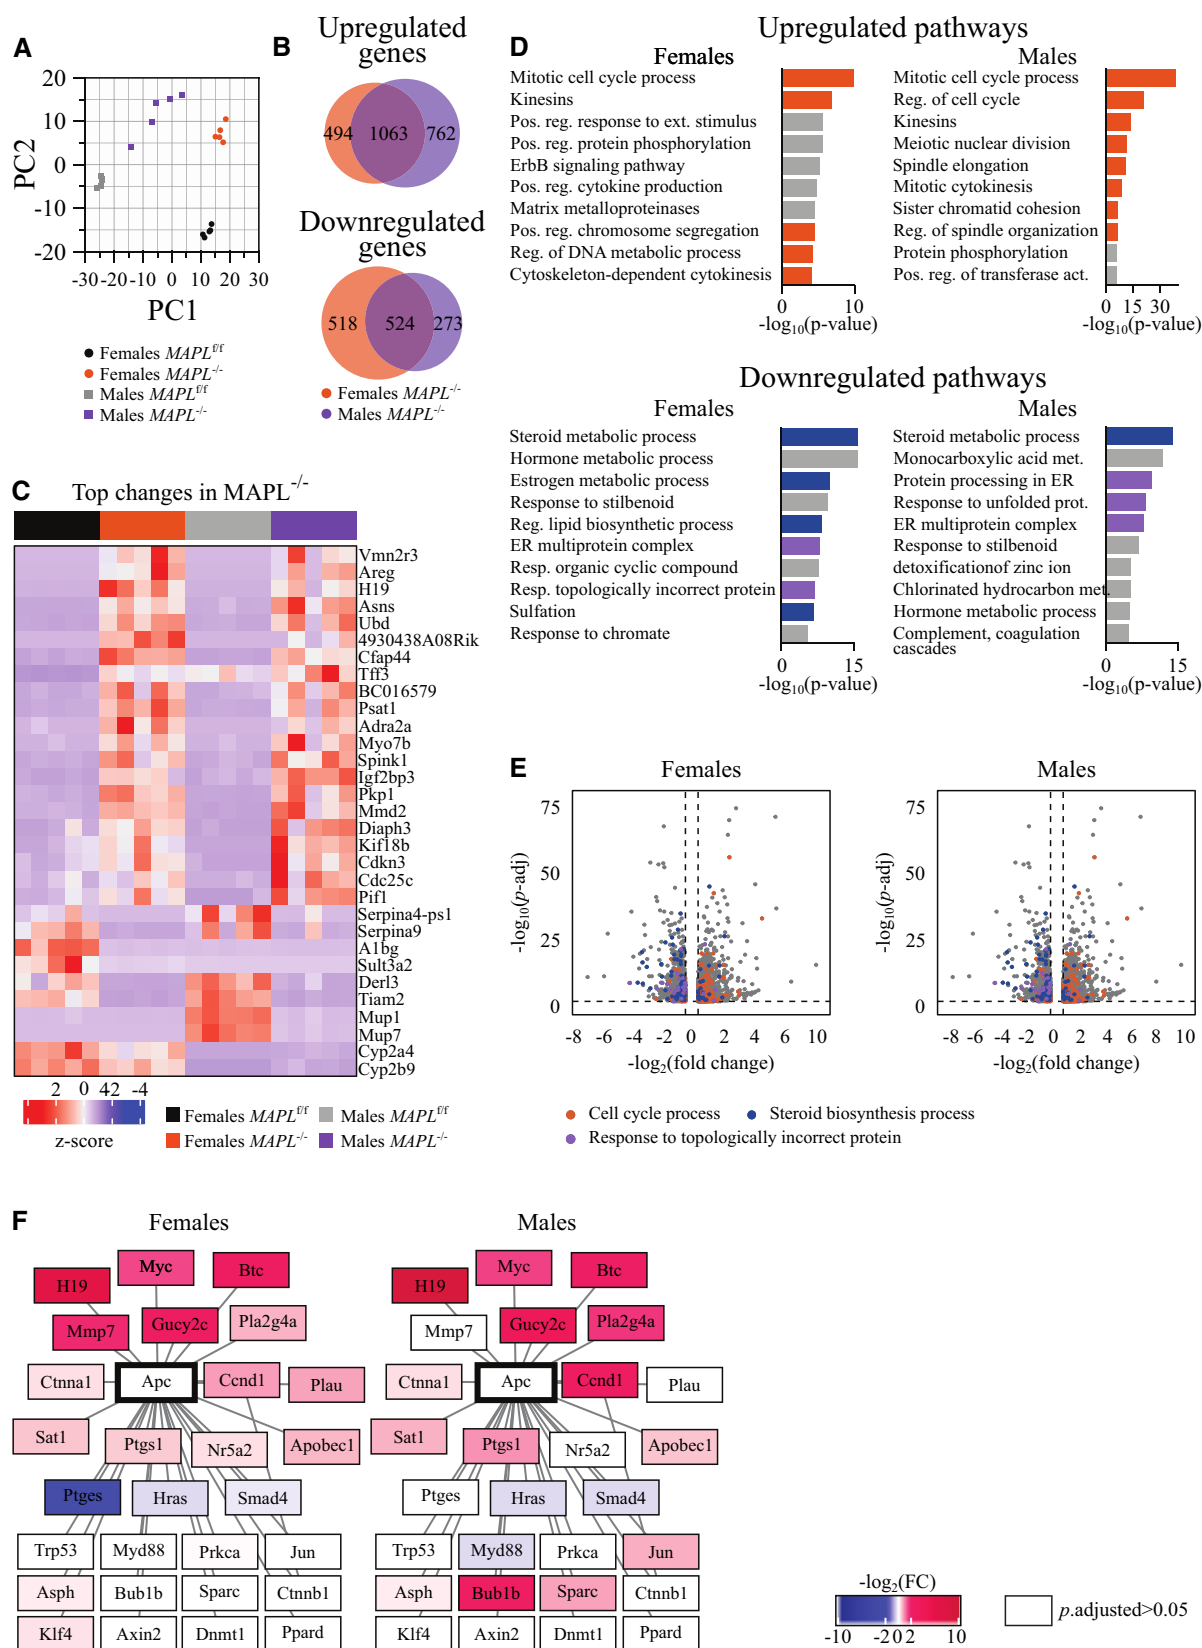 A
20
10
0
-10
-20
PC2
-30 -20 -10 0 10 20 30
PC1
Females MAPL^f/f
Females MAPL^-/-
Males MAPL^f/f
Males MAPL^-/-
B
Upregulated genes
494 1063 762
Downregulated genes
518 524 273
Females MAPL^-/-
Males MAPL^-/-
D
Upregulated pathways
Females
Mitotic cell cycle process
Kinesins
Pos. reg. response to ext. stimulus
Pos. reg. protein phosphorylation
ErbB signaling pathway
Pos. reg. cytokine production
Matrix metalloproteinases
Pos. reg. chromosome segregation
Reg. of DNA metabolic process
Cytoskeleton-dependent cytokinesis
0 10
-log10(p-value)
Males
Mitotic cell cycle process
Reg. of cell cycle
Kinesins
Meiotic nuclear division
Spindle elongation
Mitotic cytokinesis
Sister chromatid cohesion
Reg. of spindle organization
Protein phosphorylation
Pos. reg. of transferase act.
0 15 30
-log10(p-value)
Downregulated pathways
Females
Steroid metabolic process
Hormone metabolic process
Estrogen metabolic process
Response to stilbenoid
Reg. lipid biosynthetic process
ER multiprotein complex
Resp. organic cyclic compound
Resp. topologically incorrect protein
Sulfation
Response to chromate
0 15
-log10(p-value)
Males
Steroid metabolic process
Monocarboxylic acid met.
Protein processing in ER
Response to unfolded prot.
ER multiprotein complex
Response to stilbenoid
detoxificationof zinc ion
Chlorinated hydrocarbon met.
Hormone metabolic process
Complement, coagulation
cascades
0 15
-log10(p-value)
C
Top changes in MAPL^-/-
Vmn2r3
Areg
H19
Asns
Ubd
4930438A08Rik
Cfap44
Tff3
BC016579
Psat1
Adra2a
Myo7b
Spink1
Igf2bp3
Pkp1
Mmd2
Diaph3
Kif18b
Cdkn3
Cdc25c
Pif1
Serpina4-ps1
Serpina9
A1bg
Sult3a2
Derl3
Tiam2
Mup1
Mup7
Cyp2a4
Cyp2b9
2 0 42 -4
z-score
Females MAPL^f/f
Females MAPL^-/-
Males MAPL^f/f
Males MAPL^-/-
E
Females
75
50
25
0
-log10(p-adj)
-8 -6 -4 -2 0 2 4 6 8 10
-log2(fold change)
Males
75
50
25
0
-log10(p-adj)
-8 -6 -4 -2 0 2 4 6 8 10
-log2(fold change)
Cell cycle process
Steroid biosynthesis process
Response to topologically incorrect protein
F
Females
H19 Myc Btc
Mmp7 Gucy2c Pla2g4a
Ctnna1 Apc Ccnd1 Plau
Sat1 Ptgs1 Nr5a2 Apobec1
Ptges Hras Smad4
Trp53 Myd88 Prkca Jun
Asph Bub1b Sparc Ctnnb1
Klf4 Axin2 Dnmt1 Ppard
Males
H19 Myc Btc
Mmp7 Gucy2c Pla2g4a
Ctnna1 Apc Ccnd1 Plau
Sat1 Ptgs1 Nr5a2 Apobec1
Ptges Hras Smad4
Trp53 Myd88 Prkca Jun
Asph Bub1b Sparc Ctnnb1
Klf4 Axin2 Dnmt1 Ppard
-log2(FC)
-10 -2 0 2 10
p.adjusted>0.05